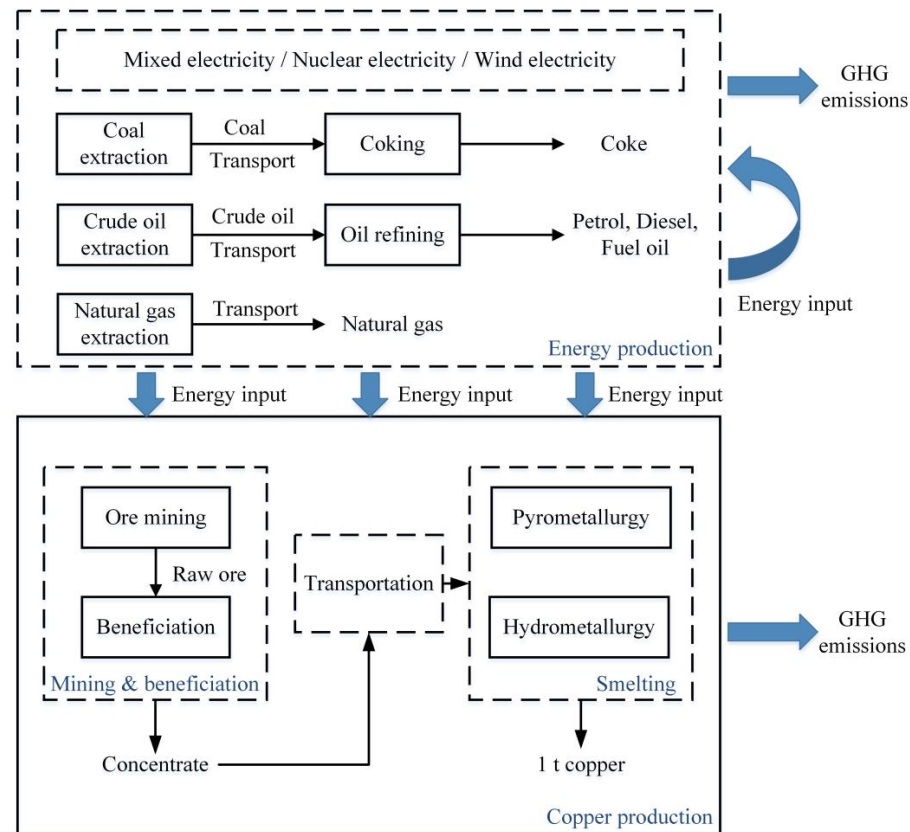 Mixed electricity / Nuclear electricity / Wind electricity
GHG
emissions
Coal
extraction
Coal
Transport
Coking
Coke
Crude oil
extraction
Crude oil
Transport
Oil refining
Petrol, Diesel,
Fuel oil
Energy input
Natural gas
extraction
Transport
Natural gas
Energy production
Energy input
Energy input
Energy input
Ore mining
Raw ore
Beneficiation
Mining & beneficiation
Transportation
Pyrometallurgy
Hydrometallurgy
Smelting
GHG
emissions
Concentrate
1 t copper
Copper production